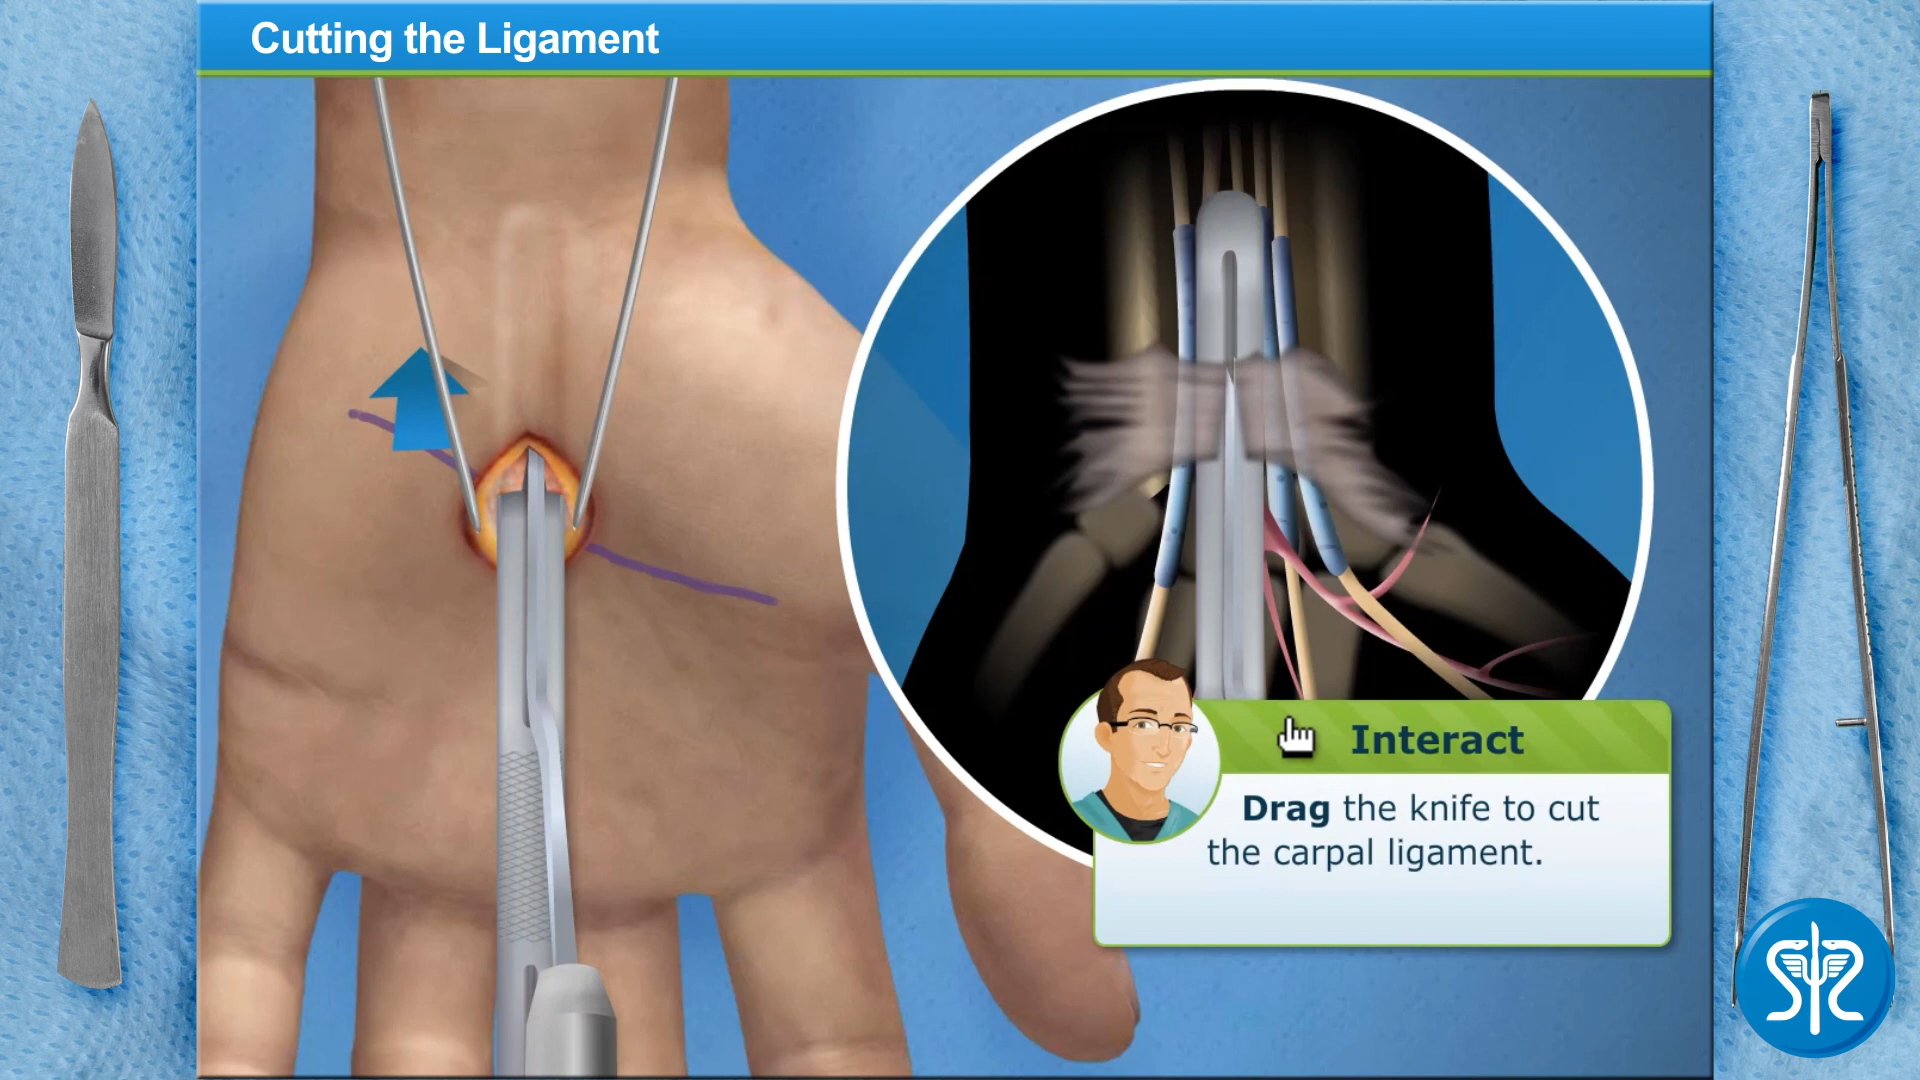 Cutting the Ligament
Interact
Drag the knife to cut
the carpal ligament.